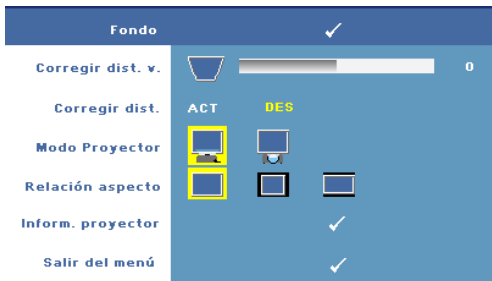 Fondo
Corregir dist. v. 0
Corregir dist. ACT DES
Modo Proyector
Relación aspecto
Inform. proyector
Salir del menú